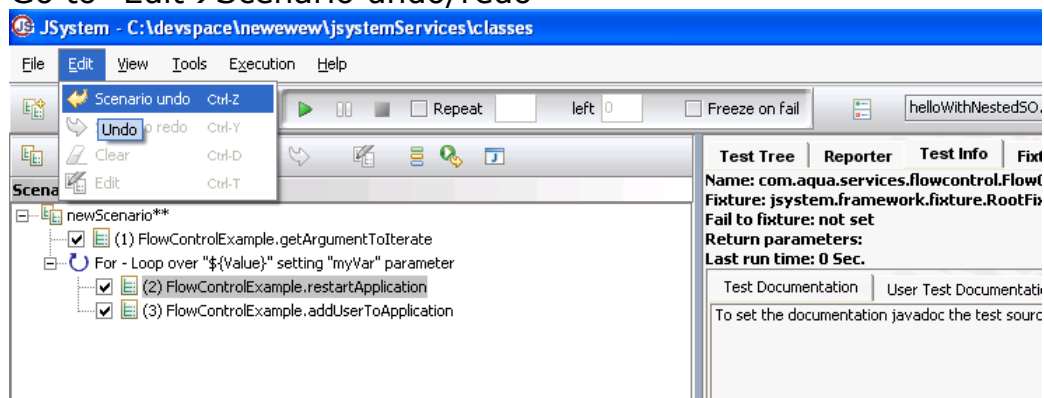 Go to Edit→Scenario undo/redo
JSystem - C:\devspace\newewew\jsystemServices\classes
File Edit View Tools Execution Help
Scenario undo Ctrl-Z
redo Ctrl-Y
Undo
Clear Ctrl-D
Edit Ctrl-T
Repeat left 0 Freeze on fail helloWithNestedSO.
Test Tree Reporter Test Info Fixt
Scena
Name: com.aqua.services.flowcontrol.FlowC
Fixture: jsystem.framework.fixture.RootFix
Fail to fixture: not set
Return parameters:
Last run time: 0 Sec.
newScenario**
(1) FlowControlExample.getArgumentToIterate
For - Loop over "${Value}" setting "myVar" parameter
(2) FlowControlExample.restartApplication
(3) FlowControlExample.addUserToApplication
Test Documentation User Test Documentatio
To set the documentation javadoc the test sourc